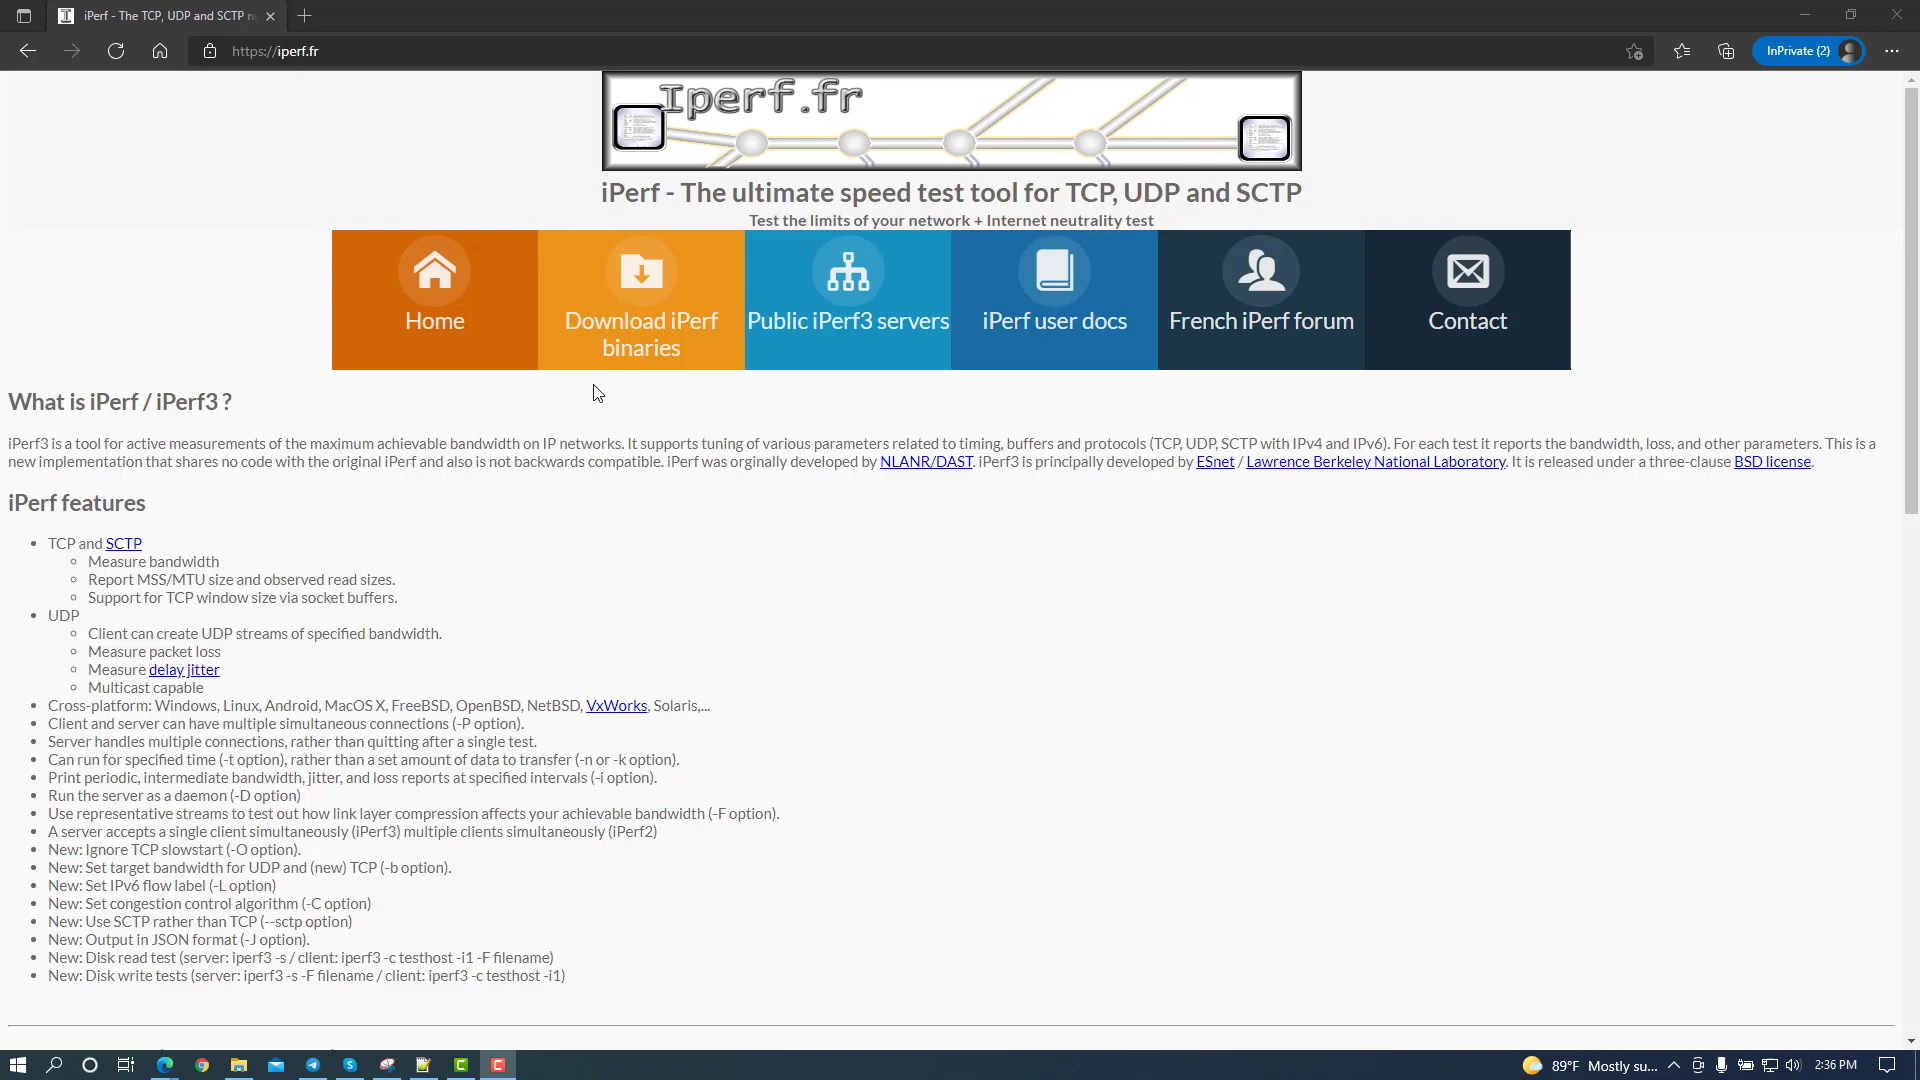 iPerf - The TCP, UDP and SCTP n
https://iperf.fr
InPrivate (2)
Iperf.fr
iPerf - The ultimate speed test tool for TCP, UDP and SCTP
Test the limits of your network + Internet neutrality test
Home
Download iPerf
binaries
Public iPerf3 servers
iPerf user docs
French iPerf forum
Contact
What is iPerf / iPerf3 ?
iPerf3 is a tool for active measurements of the maximum achievable bandwidth on IP networks. It supports tuning of various parameters related to timing, buffers and protocols (TCP, UDP, SCTP with IPv4 and IPv6). For each test it reports the bandwidth, loss, and other parameters. This is a
new implementation that shares no code with the original iPerf and also is not backwards compatible. iPerf was orginally developed by NLANR/DAST. iPerf3 is principally developed by ESnet / Lawrence Berkeley National Laboratory. It is released under a three-clause BSD license.
iPerf features
TCP and SCTP
Measure bandwidth
Report MSS/MTU size and observed read sizes.
Support for TCP window size via socket buffers.
UDP
Client can create UDP streams of specified bandwidth.
Measure packet loss
Measure delay jitter
Multicast capable
Cross-platform: Windows, Linux, Android, MacOS X, FreeBSD, OpenBSD, NetBSD, VxWorks, Solaris,...
Client and server can have multiple simultaneous connections (-P option).
Server handles multiple connections, rather than quitting after a single test.
Can run for specified time (-t option), rather than a set amount of data to transfer (-n or -k option).
Print periodic, intermediate bandwidth, jitter, and loss reports at specified intervals (-i option).
Run the server as a daemon (-D option)
Use representative streams to test out how link layer compression affects your achievable bandwidth (-F option).
A server accepts a single client simultaneously (iPerf3) multiple clients simultaneously (iPerf2)
New: Ignore TCP slowstart (-O option).
New: Set target bandwidth for UDP and (new) TCP (-b option).
New: Set IPv6 flow label (-L option)
New: Set congestion control algorithm (-C option)
New: Use SCTP rather than TCP (--sctp option)
New: Output in JSON format (-J option).
New: Disk read test (server: iperf3 -s / client: iperf3 -c testhost -i1 -F filename)
New: Disk write tests (server: iperf3 -s -F filename / client: iperf3 -c testhost -i1)
89°F Mostly su...
2:36 PM